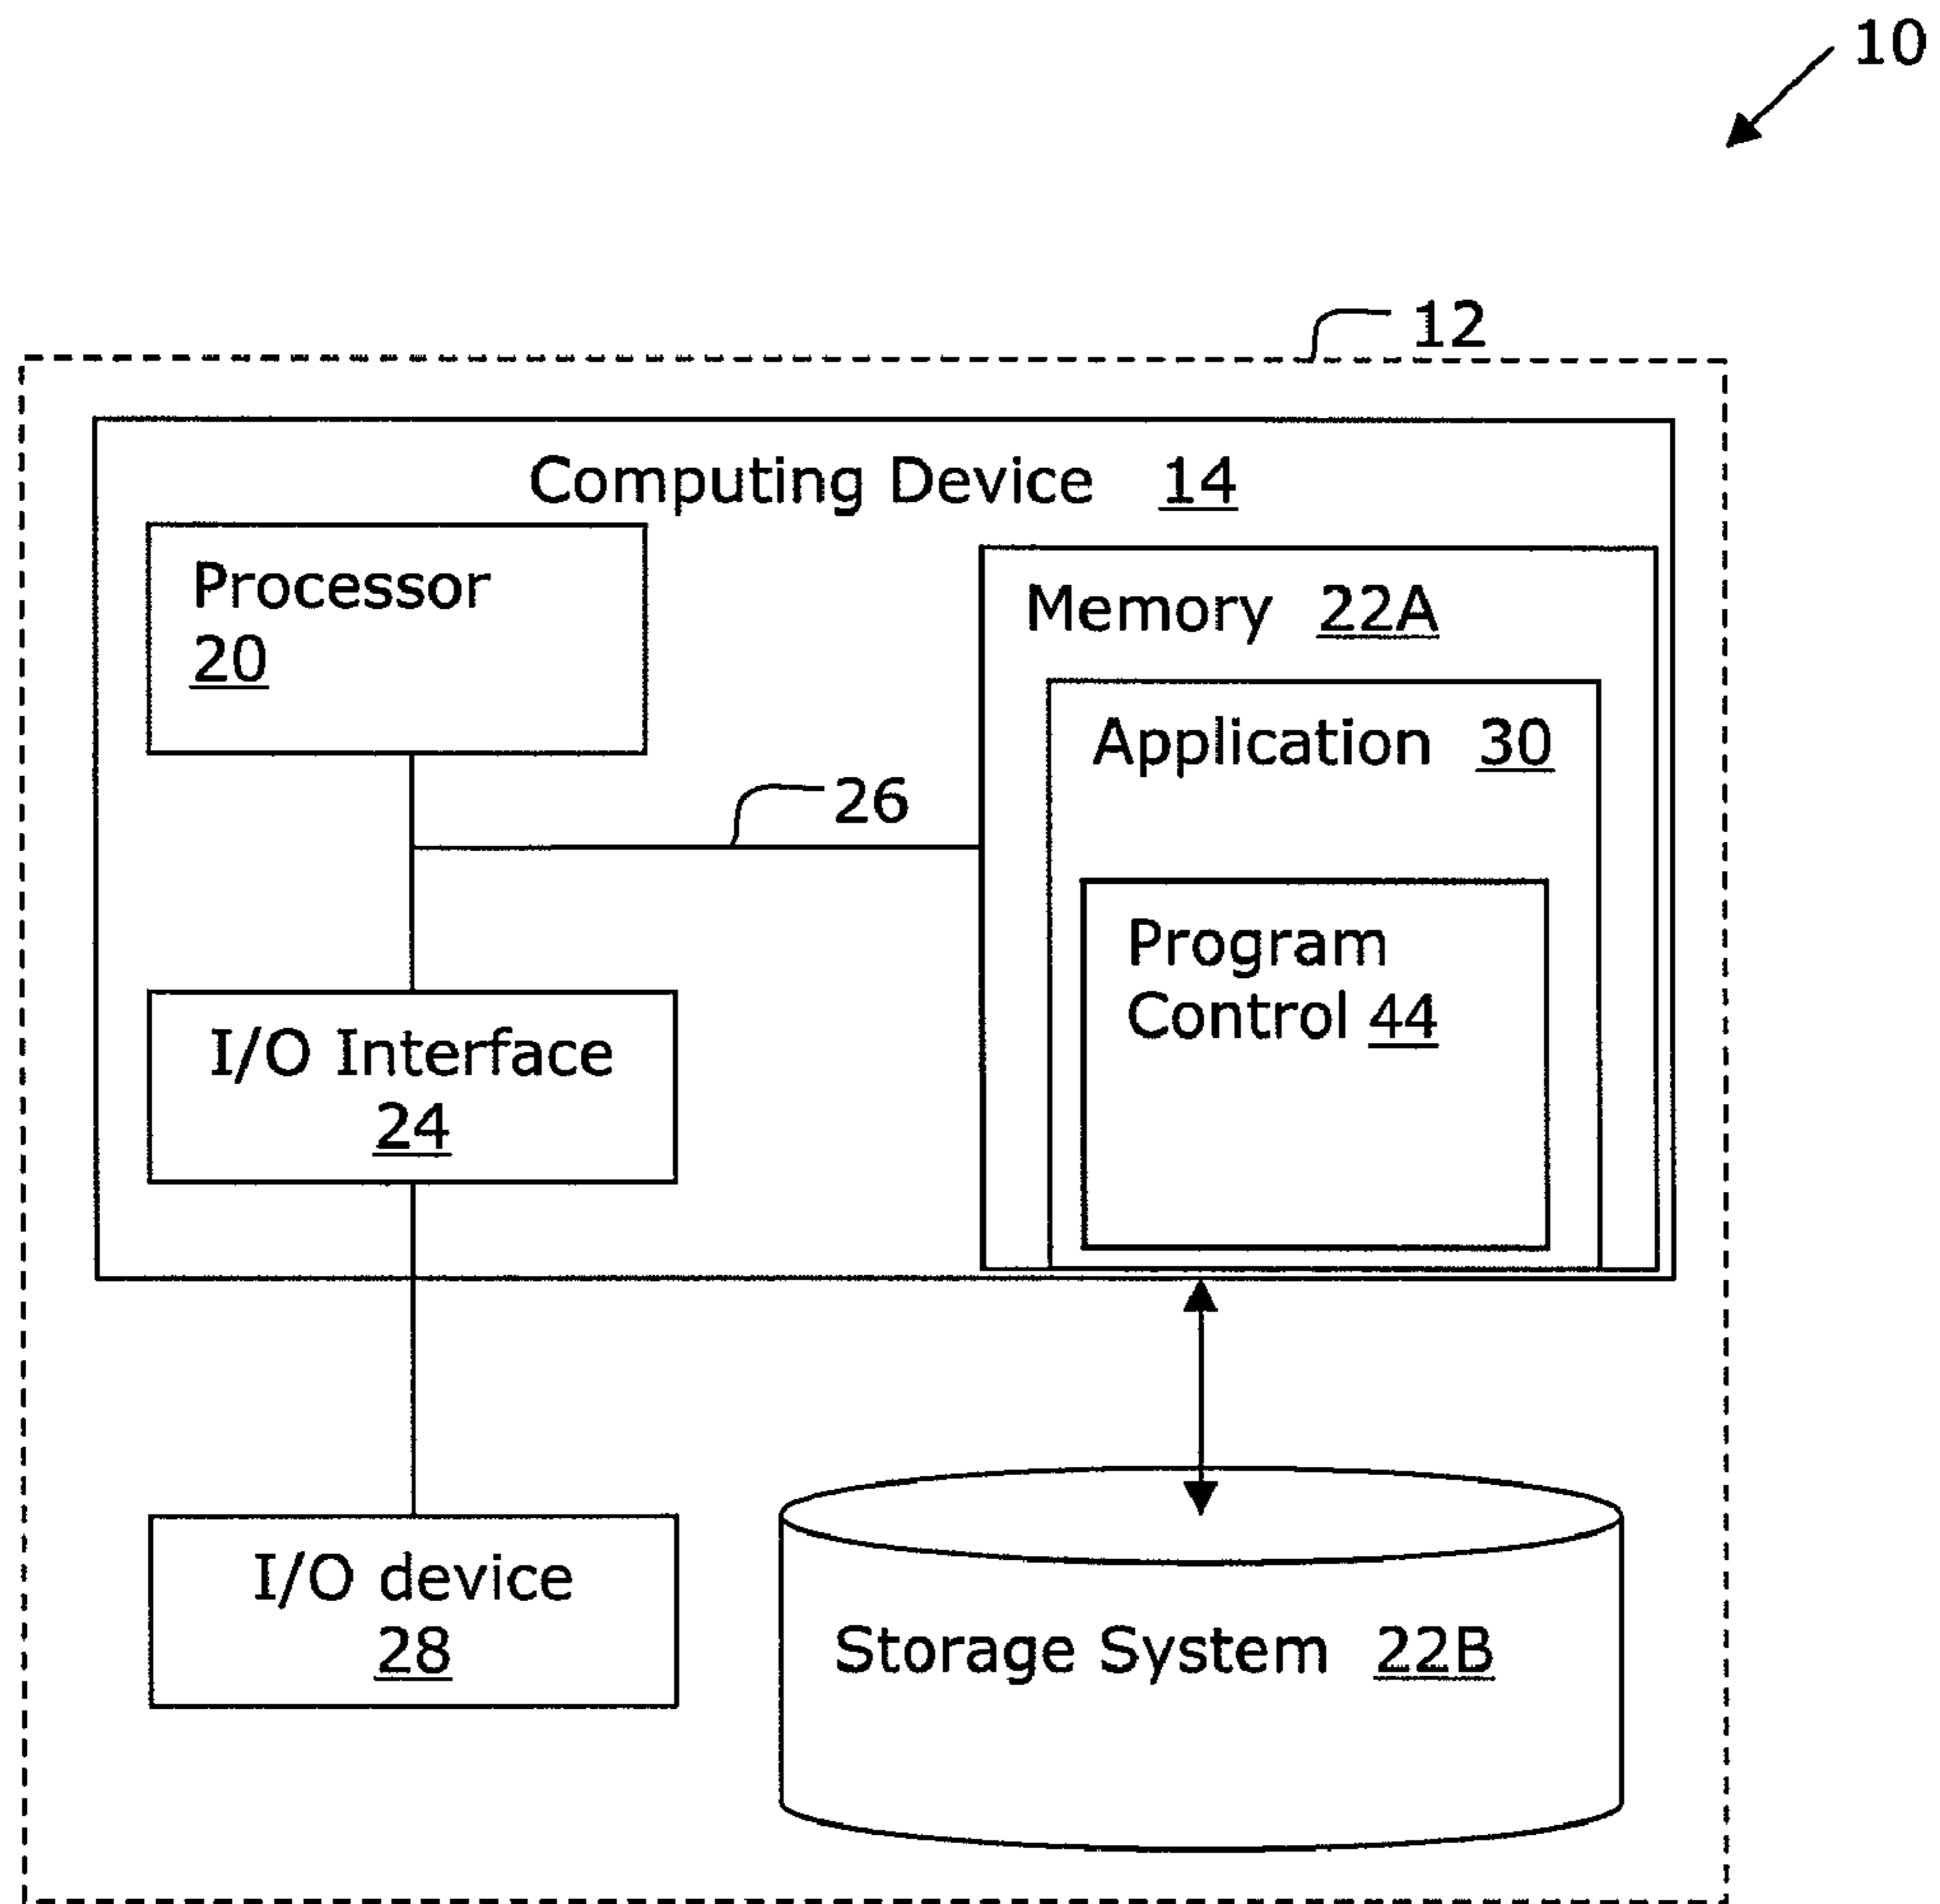 10
12
Computing Device 14
Processor
20
Memory 22A
Application 30
26
Program
Control 44
I/O Interface
24
I/O device
28
Storage System 22B